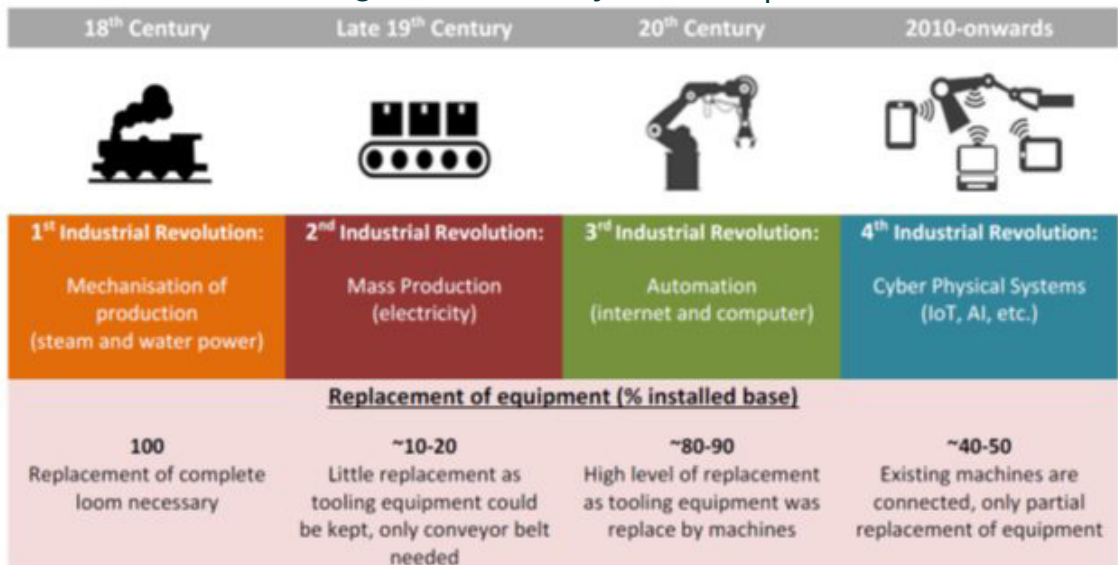 18th Century
Late 19th Century
20th Century
2010-onwards
1st Industrial Revolution:
Mechanisation of
production
(steam and water power)
2nd Industrial Revolution:
Mass Production
(electricity)
3rd Industrial Revolution:
Automation
(internet and computer)
4th Industrial Revolution:
Cyber Physical Systems
(IoT, AI, etc.)
Replacement of equipment (% installed base)
100
Replacement of complete
loom necessary
~10-20
Little replacement as
tooling equipment could
be kept, only conveyor belt
needed
~80-90
High level of replacement
as tooling equipment was
replace by machines
~40-50
Existing machines are
connected, only partial
replacement of equipment